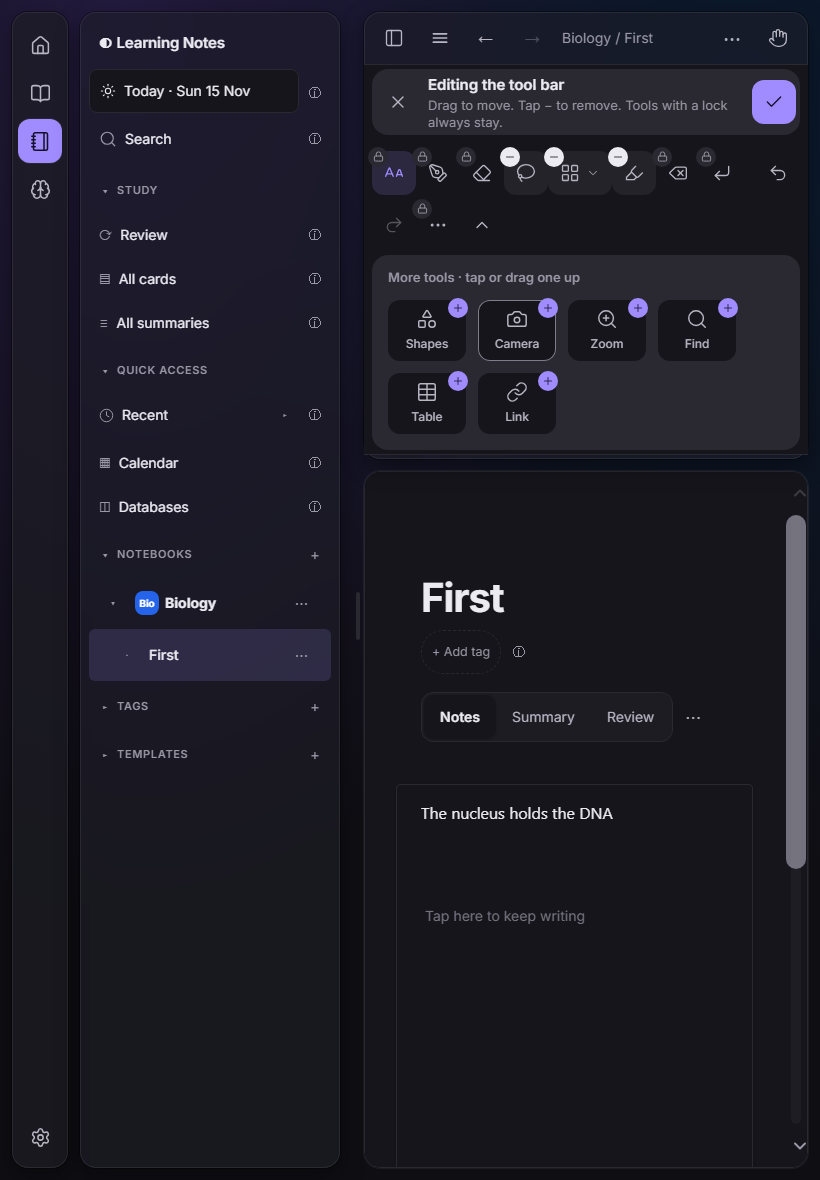 Learning Notes
Today · Sun 15 Nov
Search
STUDY
Review
All cards
All summaries
QUICK ACCESS
Recent
Calendar
Databases
NOTEBOOKS
Bio Biology
First
TAGS
TEMPLATES
Biology / First
Editing the tool bar
Drag to move. Tap − to remove. Tools with a lock
always stay.
AA
More tools · tap or drag one up
Shapes
Camera
Zoom
Find
Table
Link
First
+ Add tag
Notes
Summary
Review
The nucleus holds the DNA
Tap here to keep writing